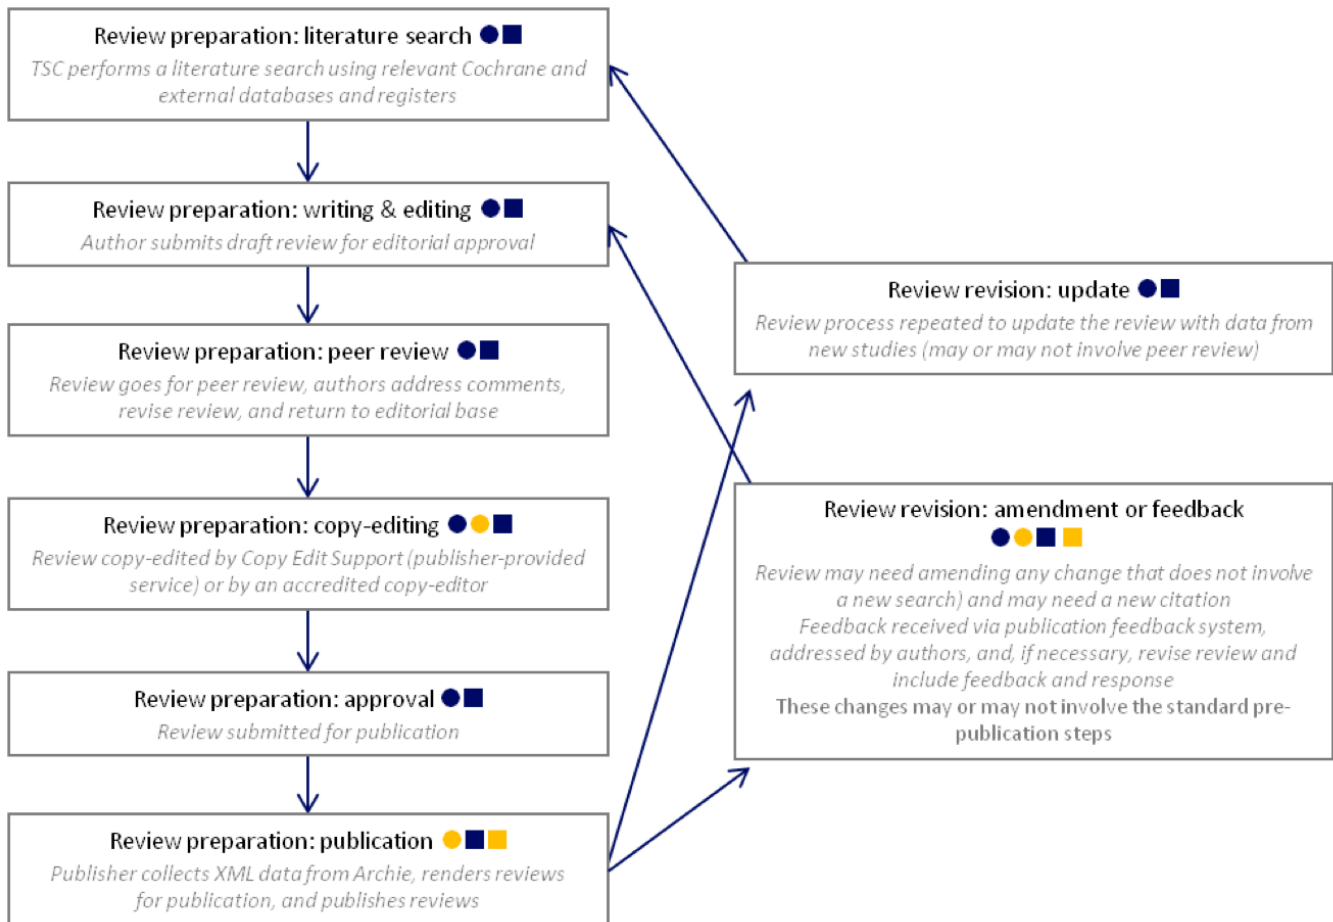 Review preparation: literature search
TSC performs a literature search using relevant Cochrane and
external databases and registers
Review preparation: writing & editing
Author submits draft review for editorial approval
Review preparation: peer review
Review goes for peer review, authors address comments,
revise review, and return to editorial base
Review preparation: copy-editing
Review copy-edited by Copy Edit Support (publisher-provided
service) or by an accredited copy-editor
Review preparation: approval
Review submitted for publication
Review preparation: publication
Publisher collects XML data from Archie, renders reviews
for publication, and publishes reviews
Review revision: update
Review process repeated to update the review with data from
new studies (may or may not involve peer review)
Review revision: amendment or feedback
Review may need amending any change that does not involve
a new search) and may need a new citation
Feedback received via publication feedback system,
addressed by authors, and, if necessary, revise review and
include feedback and response
These changes may or may not involve the standard pre-
publication steps